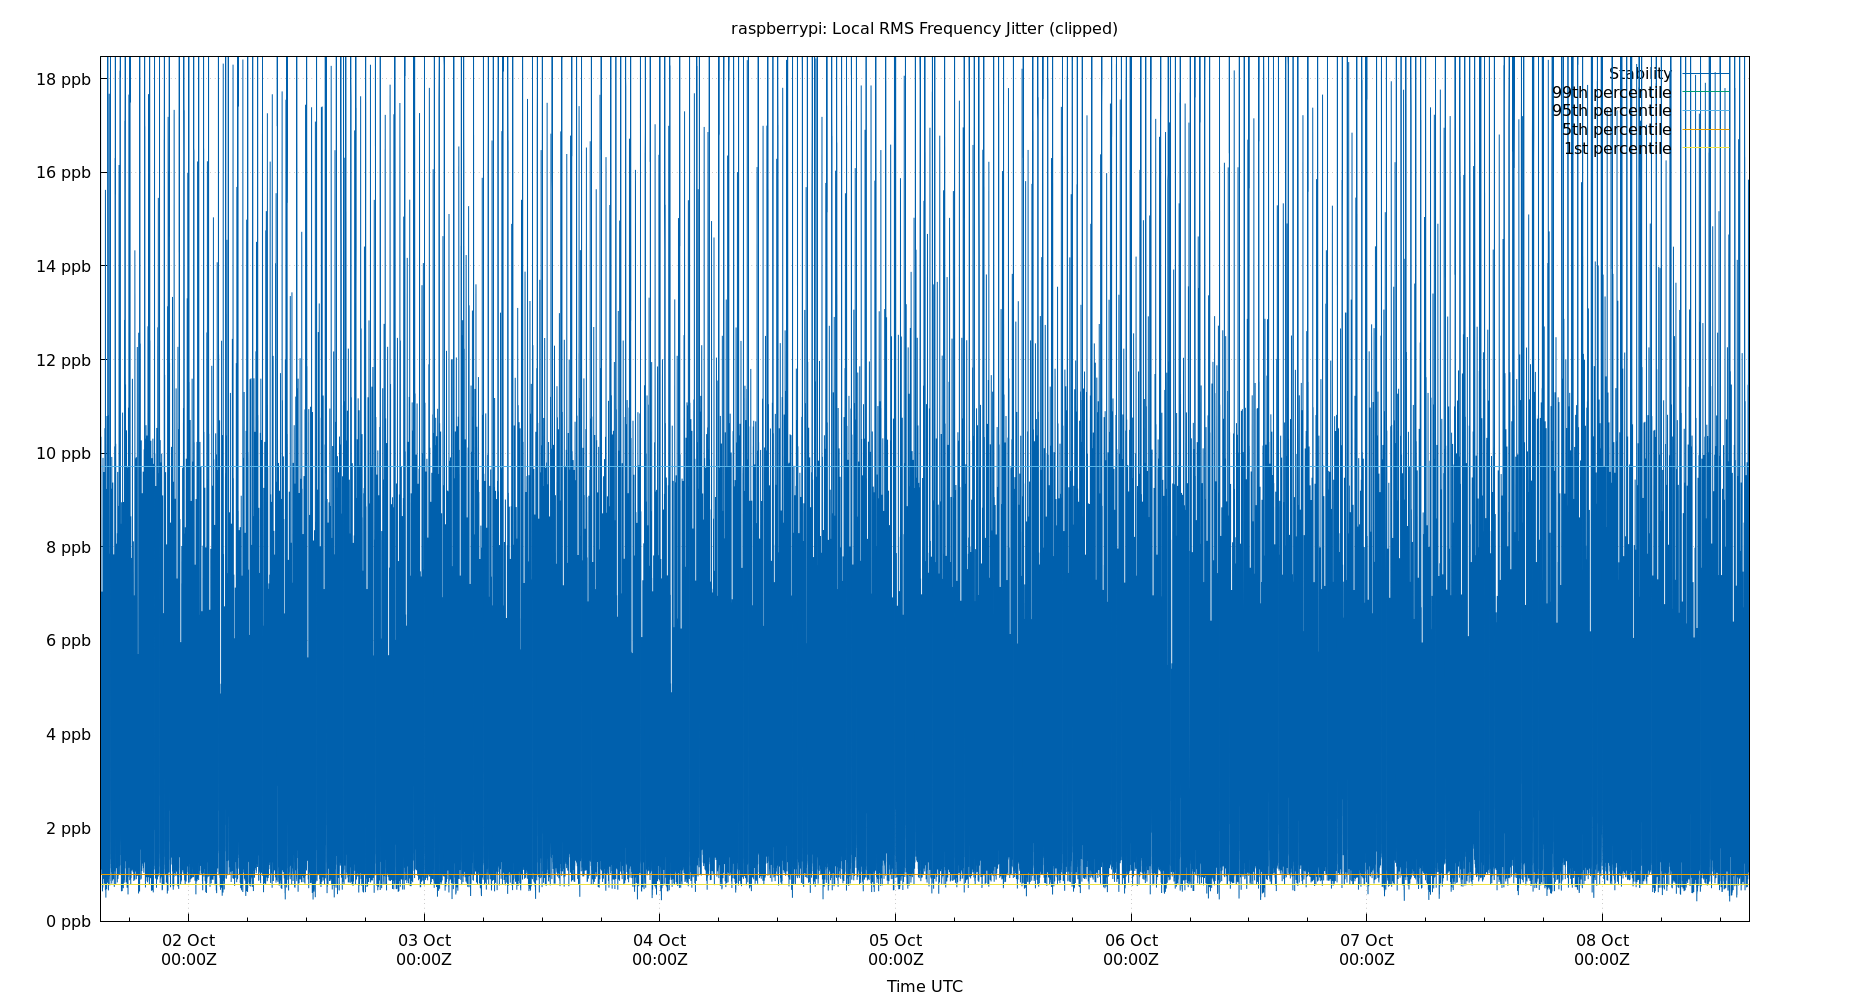 raspberrypi: Local RMS Frequency Jitter (clipped)
18 ppb
16 ppb
14 ppb
12 ppb
10 ppb
8 ppb
6 ppb
4 ppb
2 ppb
0 ppb
Stability
99th percentile
95th percentile
5th percentile
1st percentile
02 Oct
00:00Z
03 Oct
00:00Z
04 Oct
00:00Z
05 Oct
00:00Z
06 Oct
00:00Z
07 Oct
00:00Z
08 Oct
00:00Z
Time UTC